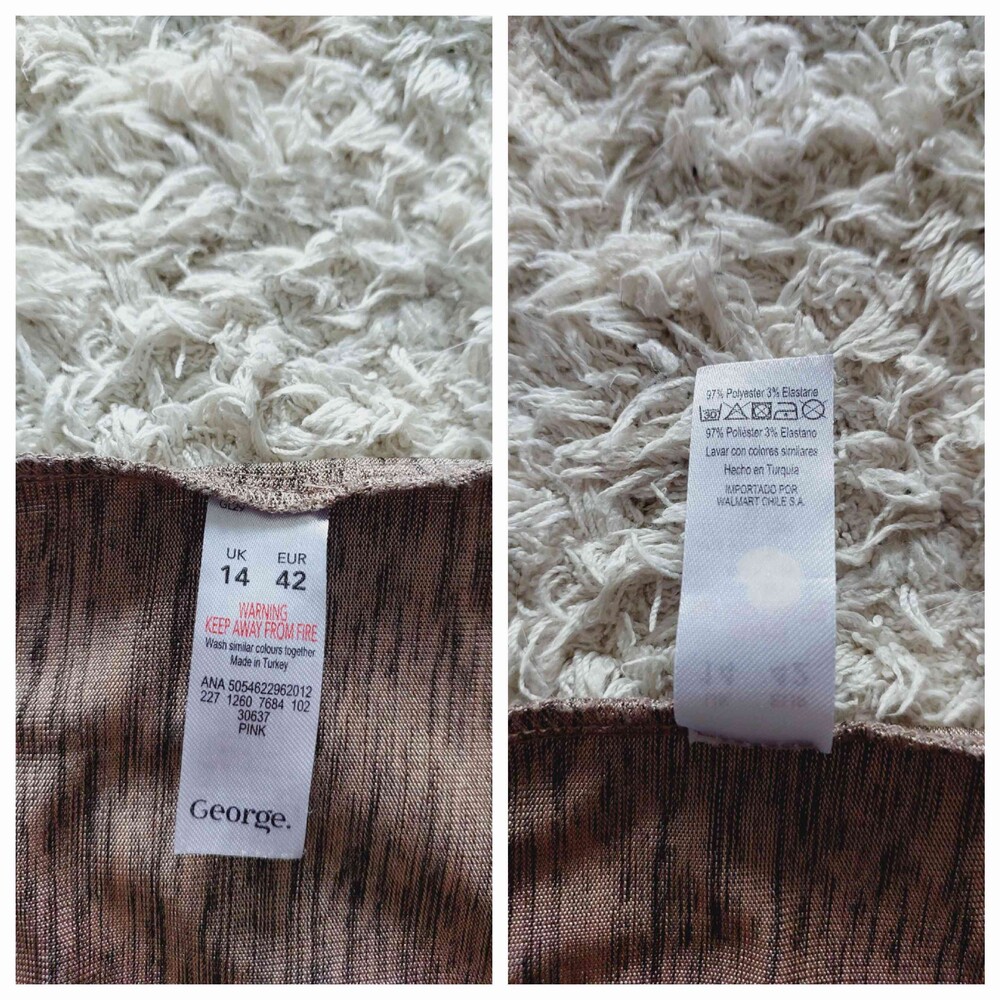 UK EUR
14 42
WARNING
KEEP AWAY FROM FIRE
Wash similar colours together
Made in Turkey
ANA 5054622962012
227 1260 7684 102
30637
PINK
George.
97% Polyester 3% Elastane
30
97% Poliéster 3% Elastano
Lavar con colores similares
Hecho en Turquia
IMPORTADO POR
WALMART CHILE S.A.